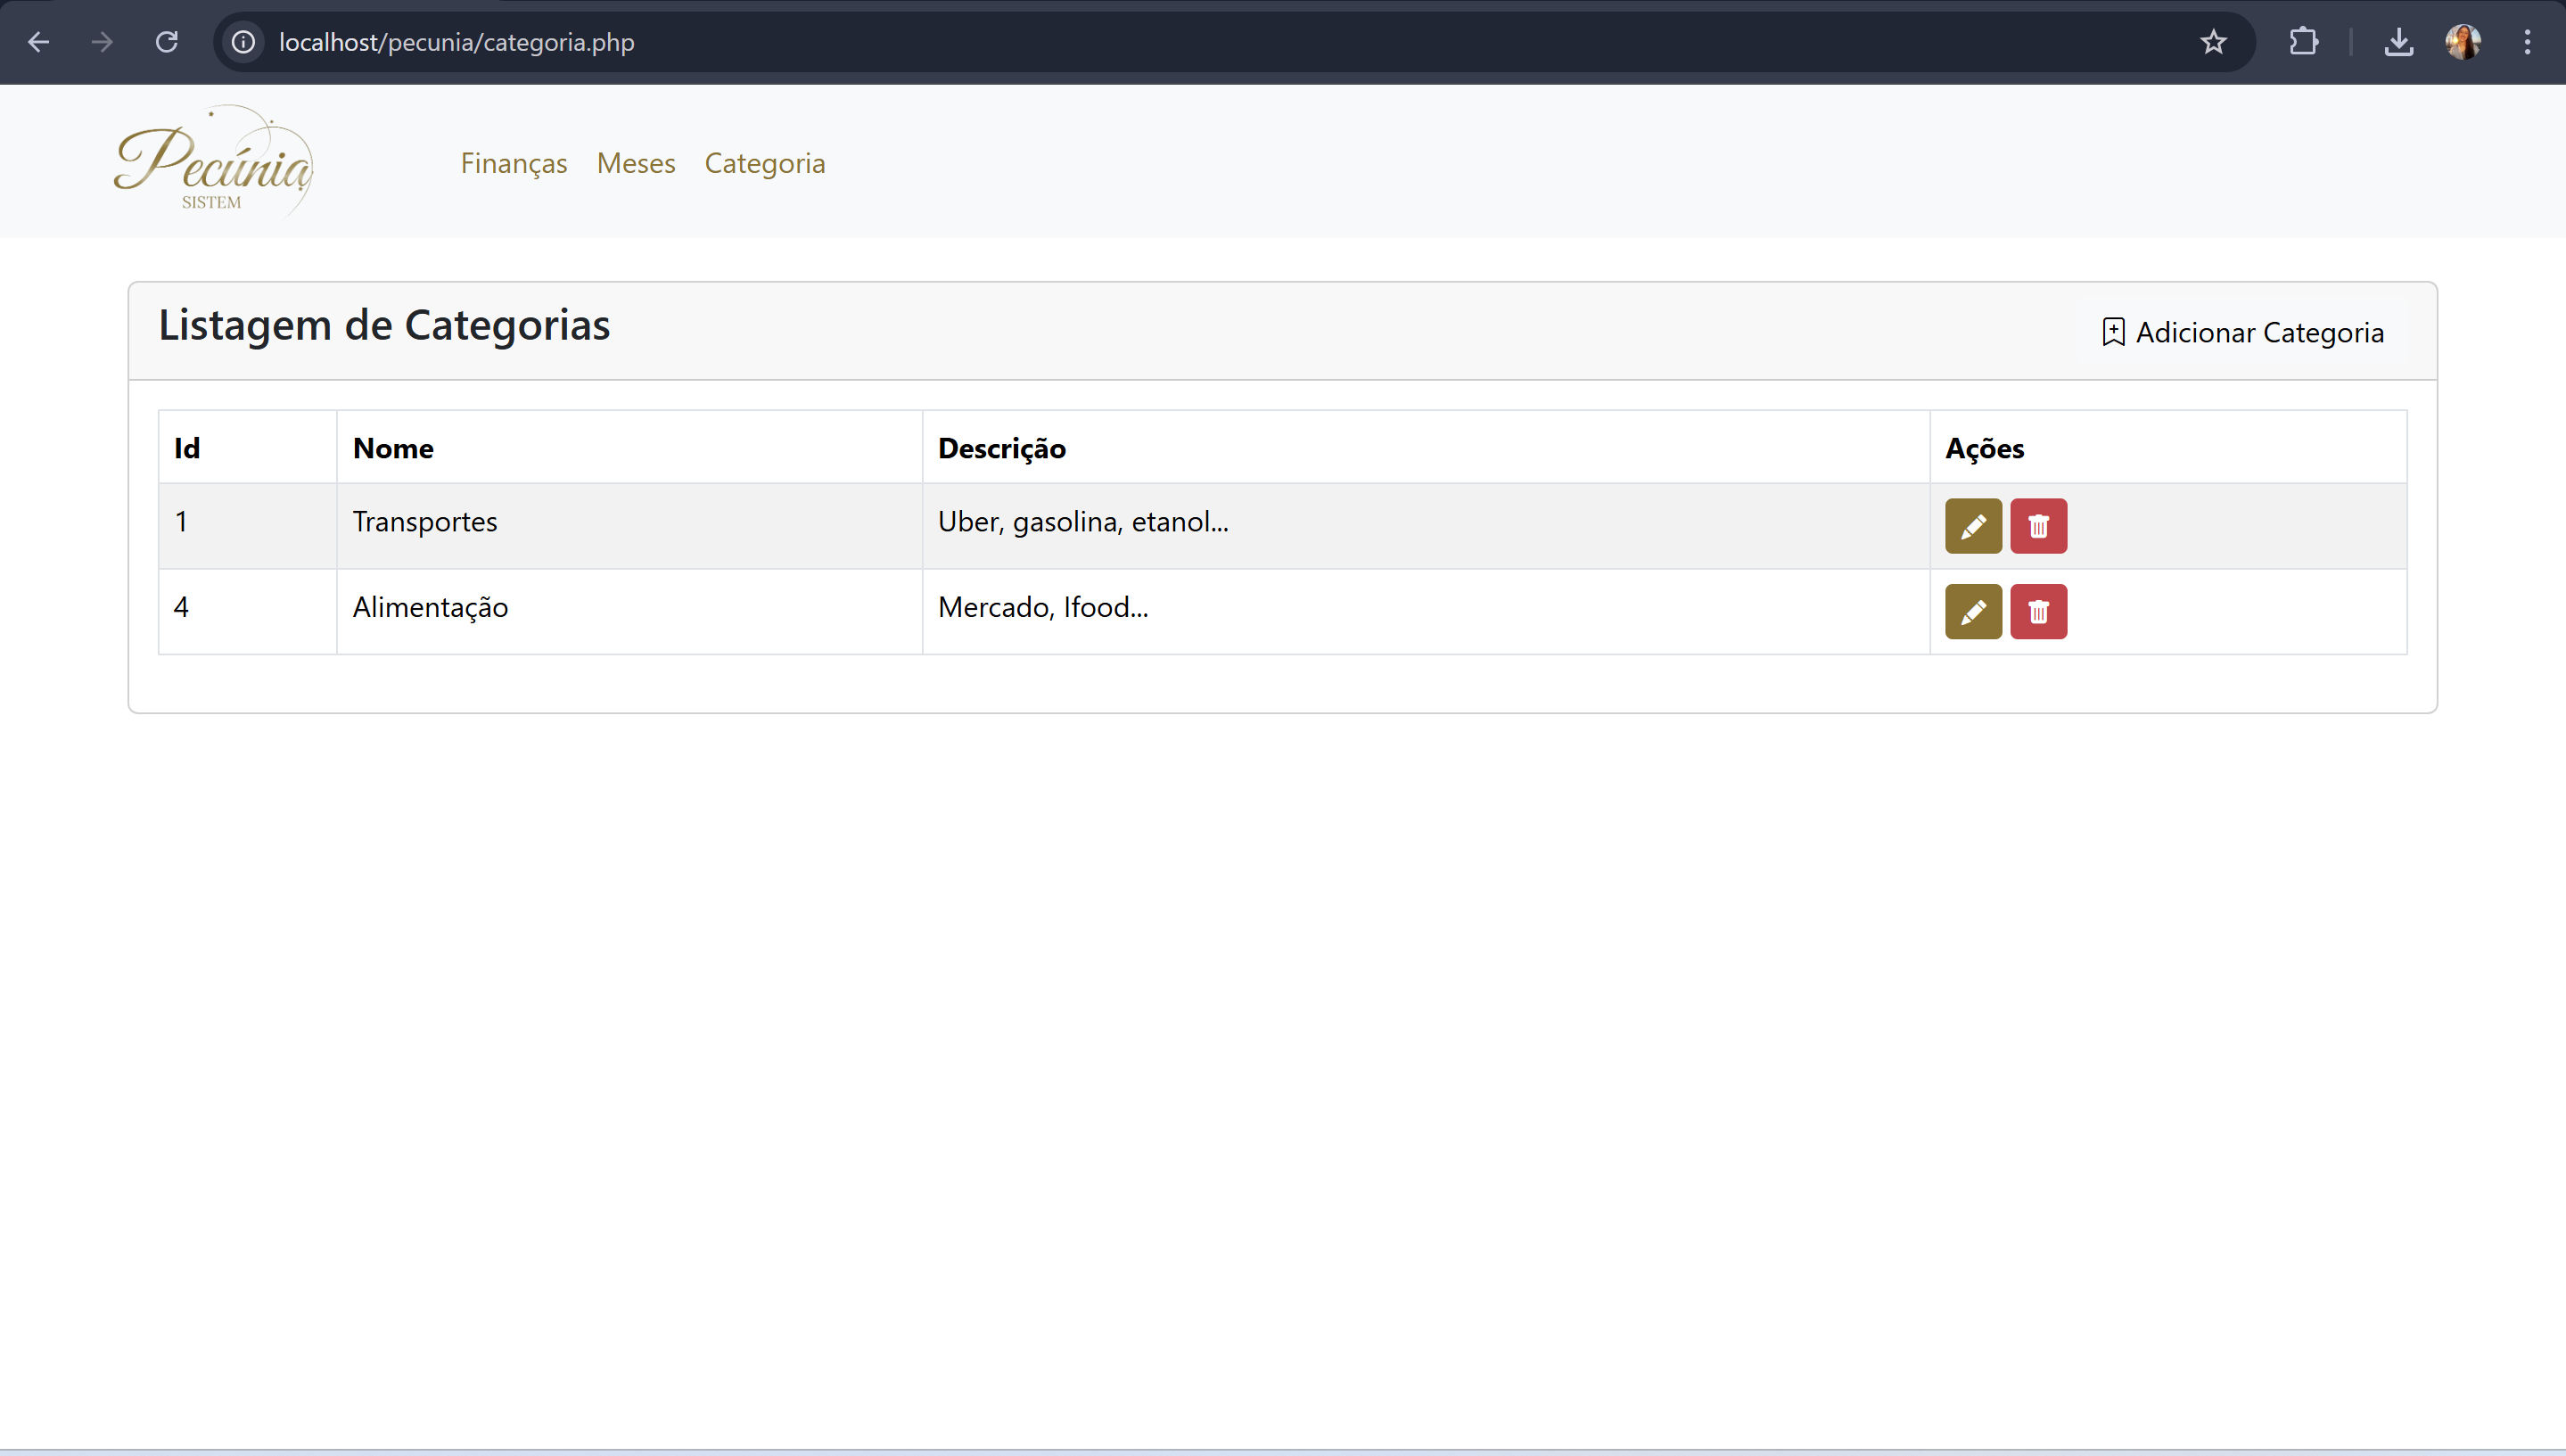 localhost/pecunia/categoria.php
Pecúnia
SISTEM
Finanças Meses Categoria
Listagem de Categorias
Adicionar Categoria
Id Nome Descrição Ações
1 Transportes Uber, gasolina, etanol...
4 Alimentação Mercado, Ifood...